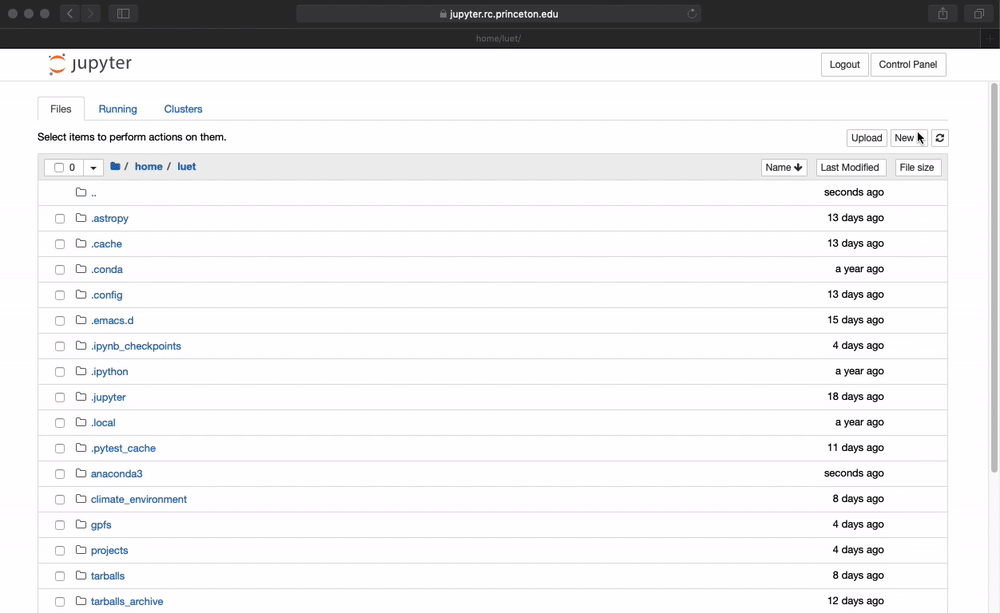 jupyter.rc.princeton.edu
home/luet/
jupyter
Logout Control Panel
Files Running Clusters
Select items to perform actions on them.
Upload New
0 / home / luet Name Last Modified File size
.. seconds ago
.astropy 13 days ago
.cache 13 days ago
.conda a year ago
.config 13 days ago
.emacs.d 15 days ago
.ipynb_checkpoints 4 days ago
.ipython a year ago
.jupyter 18 days ago
.local a year ago
.pytest_cache 11 days ago
anaconda3 seconds ago
climate_environment 8 days ago
gpfs 4 days ago
projects 4 days ago
tarballs 8 days ago
tarballs_archive 12 days ago